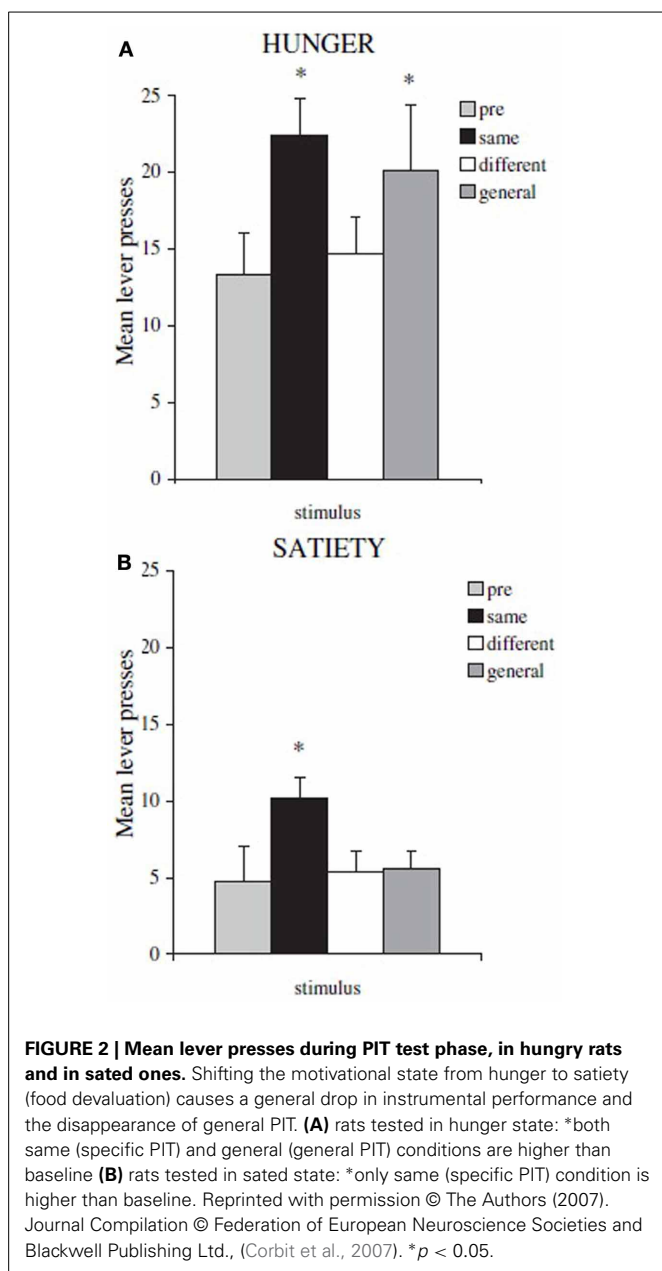 A
HUNGER
Mean lever presses
25
20
15
10
5
0
*
*
pre
same
different
general
stimulus
B
SATIETY
Mean lever presses
25
20
15
10
5
0
*
pre
same
different
general
stimulus
FIGURE 2 | Mean lever presses during PIT test phase, in hungry rats
and in sated ones. Shifting the motivational state from hunger to satiety
(food devaluation) causes a general drop in instrumental performance and
the disappearance of general PIT. (A) rats tested in hunger state: *both
same (specific PIT) and general (general PIT) conditions are higher than
baseline (B) rats tested in sated state: *only same (specific PIT) condition is
higher than baseline. Reprinted with permission © The Authors (2007).
Journal Compilation © Federation of European Neuroscience Societies and
Blackwell Publishing Ltd., (Corbit et al., 2007). *p < 0.05.